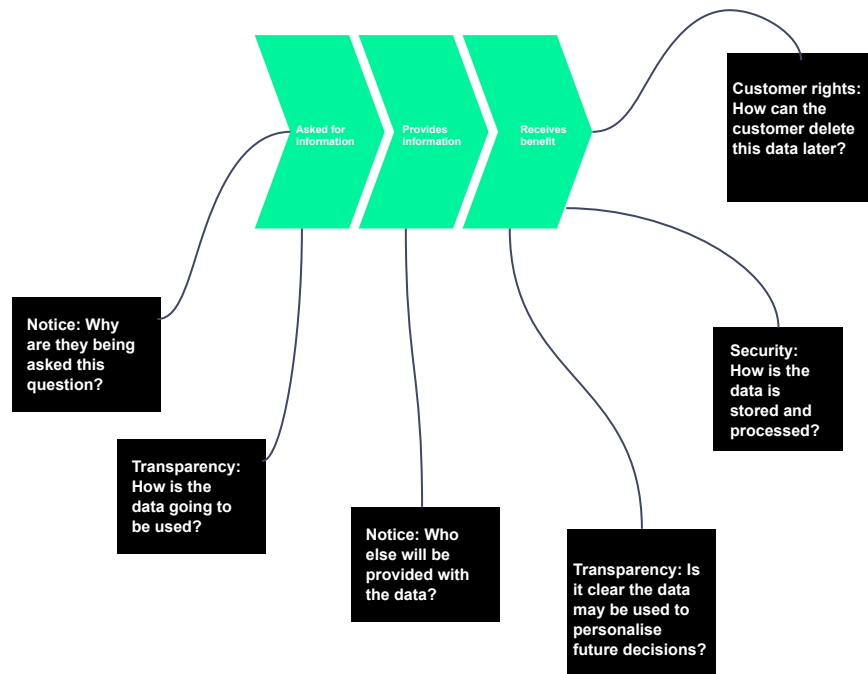 Asked for
information
Provides
information
Receives
benefit
Customer rights:
How can the
customer delete
this data later?
Notice: Why
are they being
asked this
question?
Security:
How is the
data is
stored and
processed?
Transparency:
How is the
data going to
be used?
Notice: Who
else will be
provided with
the data?
Transparency: Is
it clear the data
may be used to
personalise
future decisions?